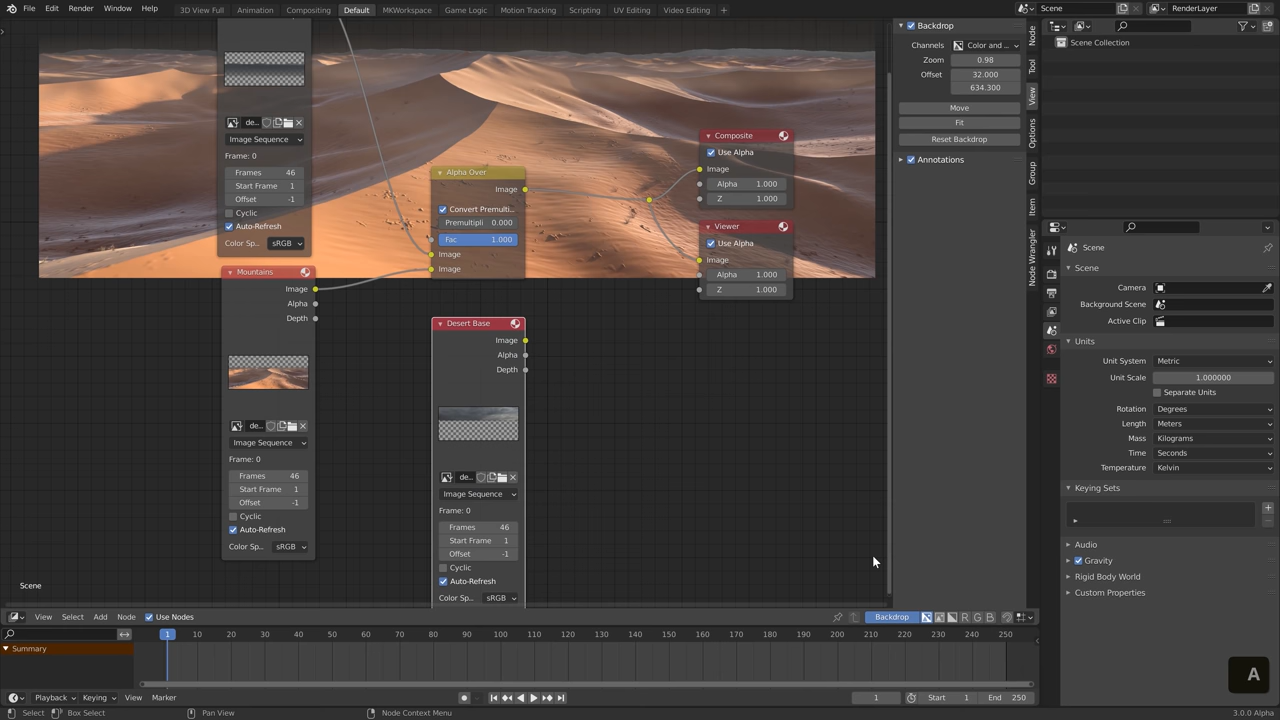 File Edit Render Window Help
3D View Full Animation Compositing Default MKWorkspace Game Logic Motion Tracking Scripting UV Editing Video Editing +
Scene
RenderLayer
de...
Image Sequence
Frame: 0
Frames 46
Start Frame 1
Offset -1
Cyclic
Auto-Refresh
Color Sp... sRGB
Mountains
Image
Alpha
Depth
de...
Image Sequence
Frame: 0
Frames 46
Start Frame 1
Offset -1
Cyclic
Auto-Refresh
Color Sp... sRGB
Alpha Over
Image
Convert Premulti...
Premultipli 0.000
Fac 1.000
Image
Image
Desert Base
Image
Alpha
Depth
de...
Image Sequence
Frame: 0
Frames 46
Start Frame 1
Offset -1
Cyclic
Auto-Refresh
Color Sp... sRGB
Composite
Use Alpha
Image
Alpha 1.000
Z 1.000
Viewer
Use Alpha
Image
Alpha 1.000
Z 1.000
Scene
Backdrop
Channels Color and ...
Zoom 0.98
Offset 32.000
634.300
Move
Fit
Reset Backdrop
Annotations
Node
Tool
View
Options
Group
Item
Node Wrangler
Scene Collection
Scene
Scene
Camera
Background Scene
Active Clip
Units
Unit System Metric
Unit Scale 1.000000
Separate Units
Rotation Degrees
Length Meters
Mass Kilograms
Time Seconds
Temperature Kelvin
Keying Sets
Audio
Gravity
Rigid Body World
Custom Properties
View Select Add Node Use Nodes Backdrop R G B
1 10 20 30 40 50 60 70 80 90 100 110 120 130 140 150 160 170 180 190 200 210 220 230 240 250
Summary
Playback Keying View Marker 1 Start 1 End 250
A
Select Box Select Pan View Node Context Menu 3.0.0 Alpha